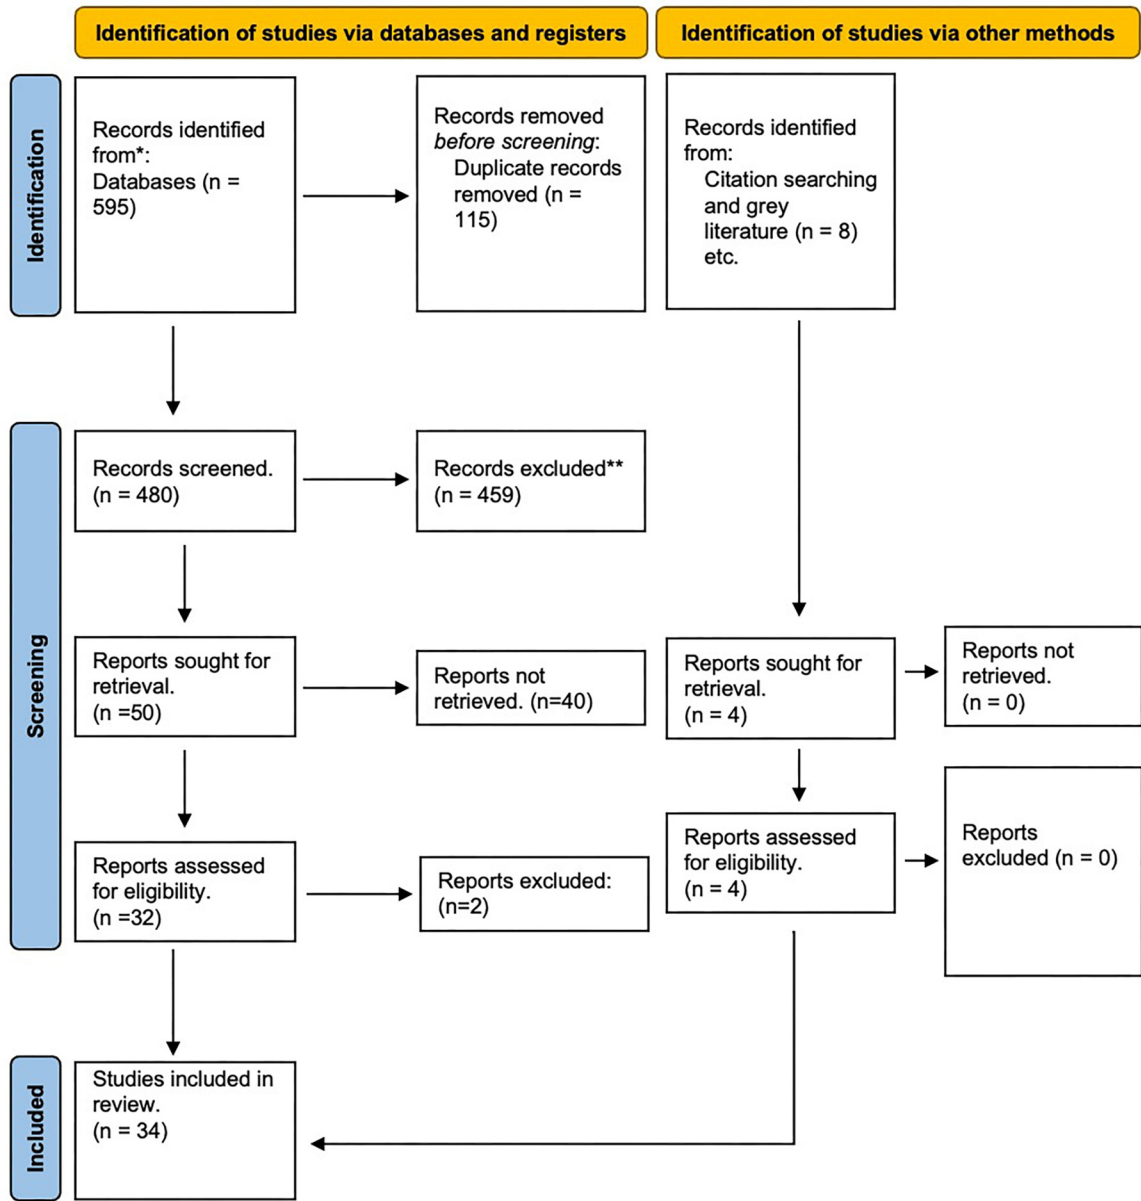 Identification of studies via databases and registers
Identification of studies via other methods
Identification
Records identified
from*:
Databases (n =
595)
Records removed
before screening:
Duplicate records
removed (n =
115)
Records identified
from:
Citation searching
and grey
literature (n = 8)
etc.
Screening
Records screened.
(n = 480)
Records excluded**
(n = 459)
Reports sought for
retrieval.
(n =50)
Reports not
retrieved. (n=40)
Reports sought for
retrieval.
(n = 4)
Reports not
retrieved.
(n = 0)
Reports assessed
for eligibility.
(n =32)
Reports excluded:
(n=2)
Reports assessed
for eligibility.
(n = 4)
Reports
excluded (n = 0)
Included
Studies included in
review.
(n = 34)